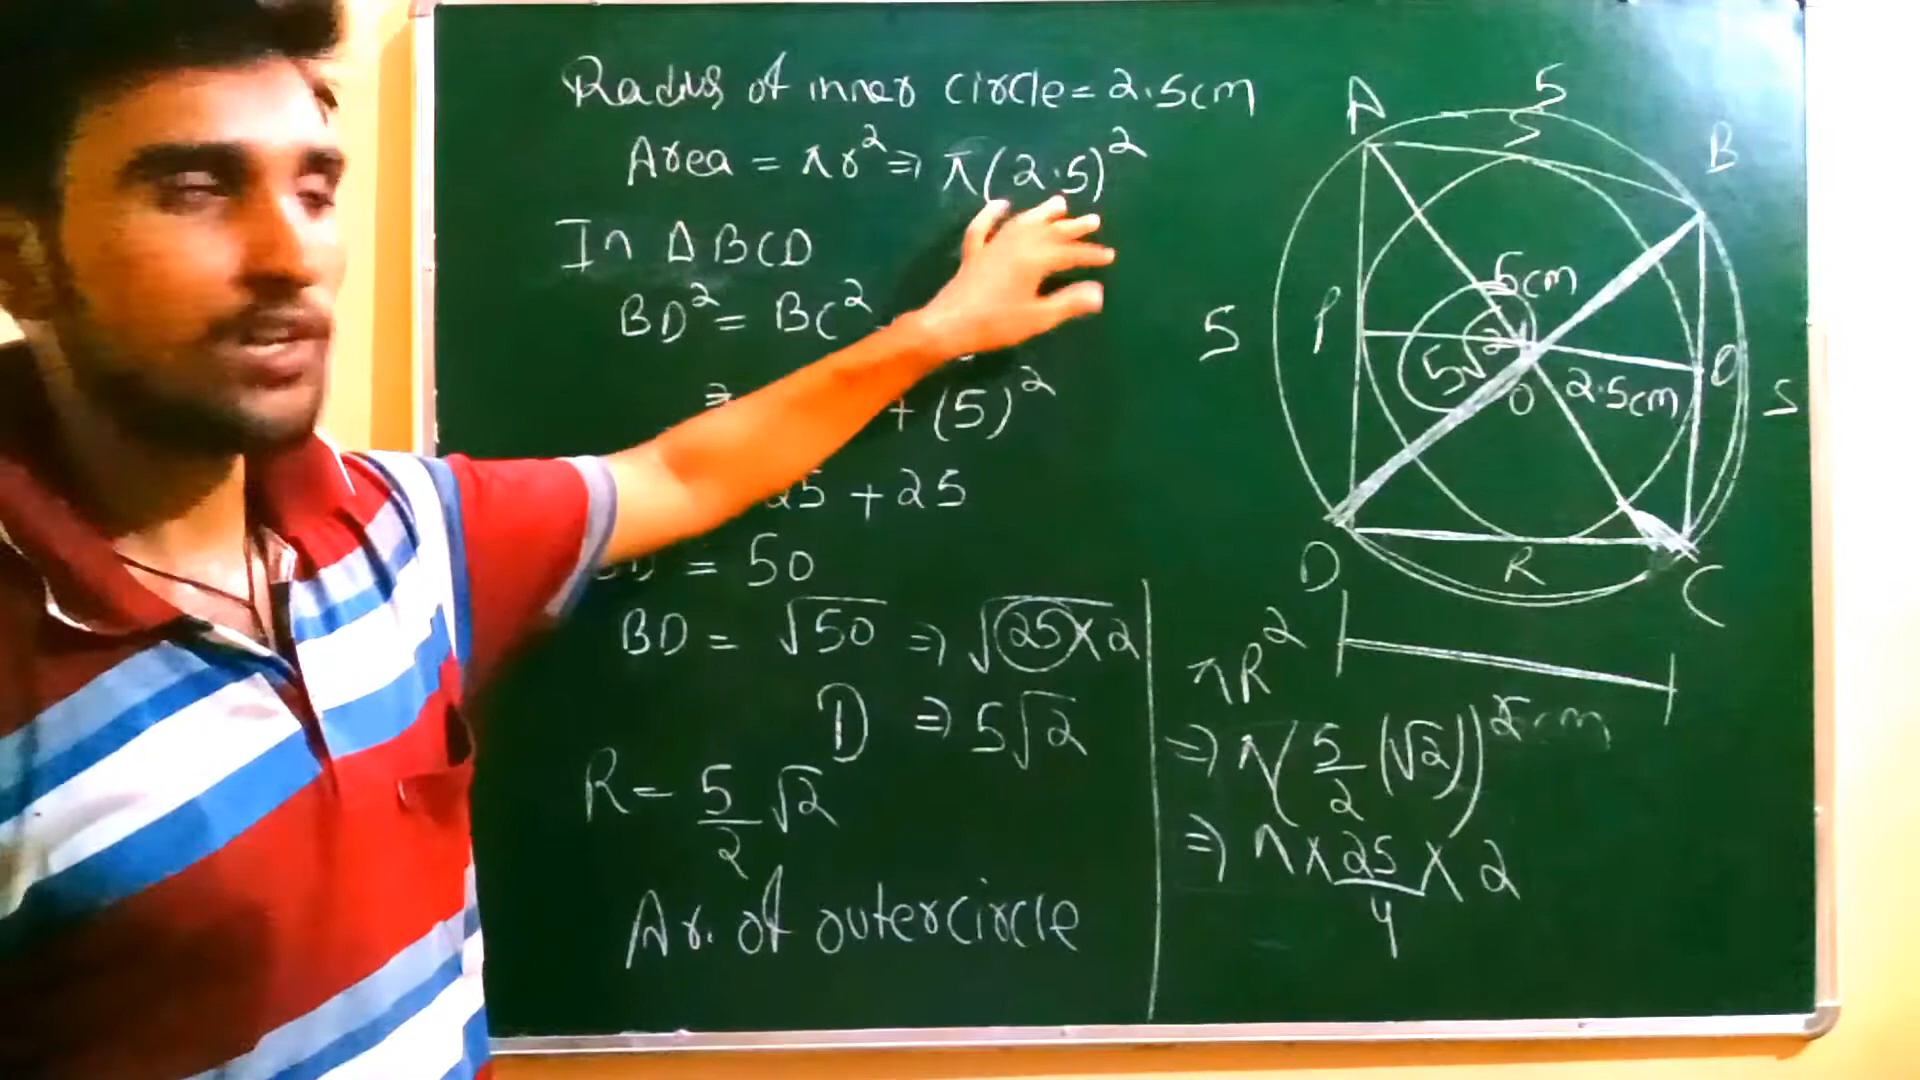 Radius of inner circle = 2.5cm
Area = πr² ⇒ π(2.5)²
In Δ BCD
BD² = BC²
= + (5)²
25 + 25
= 50
BD = √50 ⇒ √25×2
D ⇒ 5√2
R = 5/2 √2
Ar. of outercircle
πR²
⇒ π(5/2 (√2))²
⇒ π × 25/4 × 2
A
5
B
5cm
5
P
5√2
O
2.5cm
5
D
R
C
cm